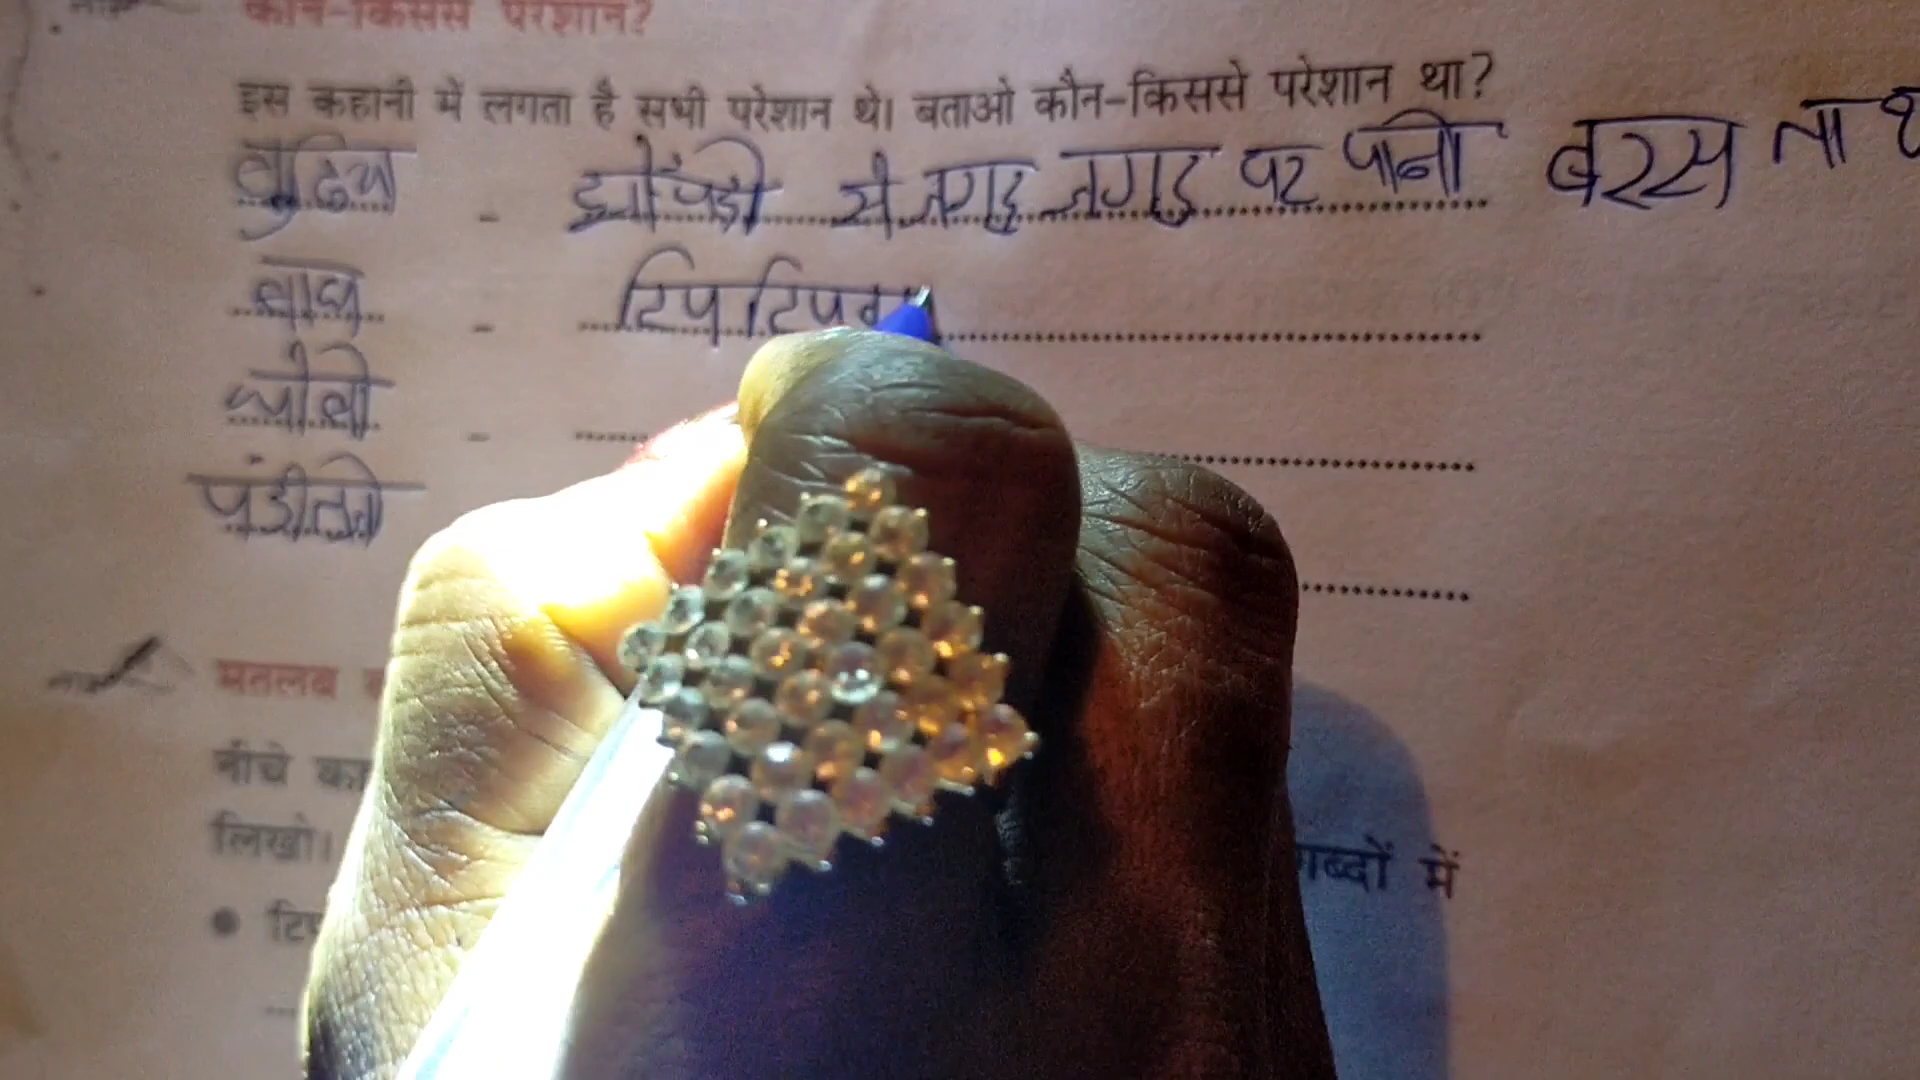 कौन-किससे परेशान?
इस कहानी में लगता है सभी परेशान थे। बताओ कौन-किससे परेशान था?
बुढिया - झोंपडी से जगह जगह पर पानी बरस ता
बाघ - टिपटिपवा
धोबी -
पंडीतजी
मतलब
नीचे
लिखो।
शब्दों में